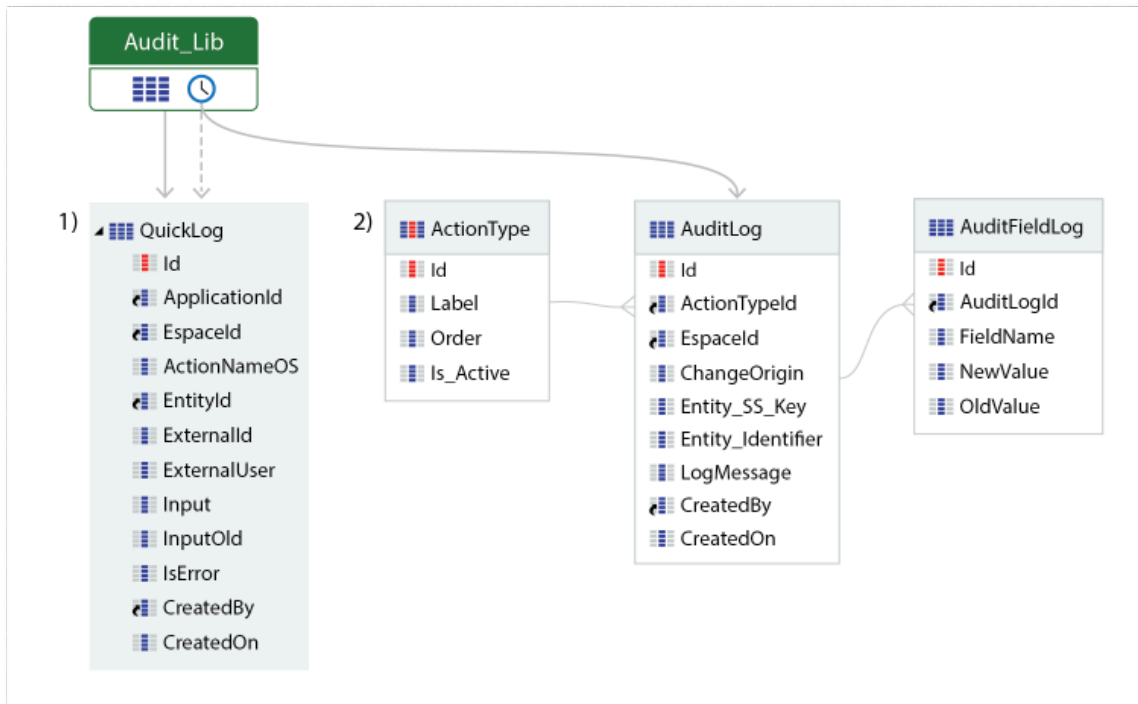 Audit_Lib
1)
QuickLog
Id
ApplicationId
EspaceId
ActionNameOS
EntityId
ExternalId
ExternalUser
Input
InputOld
IsError
CreatedBy
CreatedOn
2)
ActionType
Id
Label
Order
Is_Active
AuditLog
Id
ActionTypeId
EspaceId
ChangeOrigin
Entity_SS_Key
Entity_Identifier
LogMessage
CreatedBy
CreatedOn
AuditFieldLog
Id
AuditLogId
FieldName
NewValue
OldValue